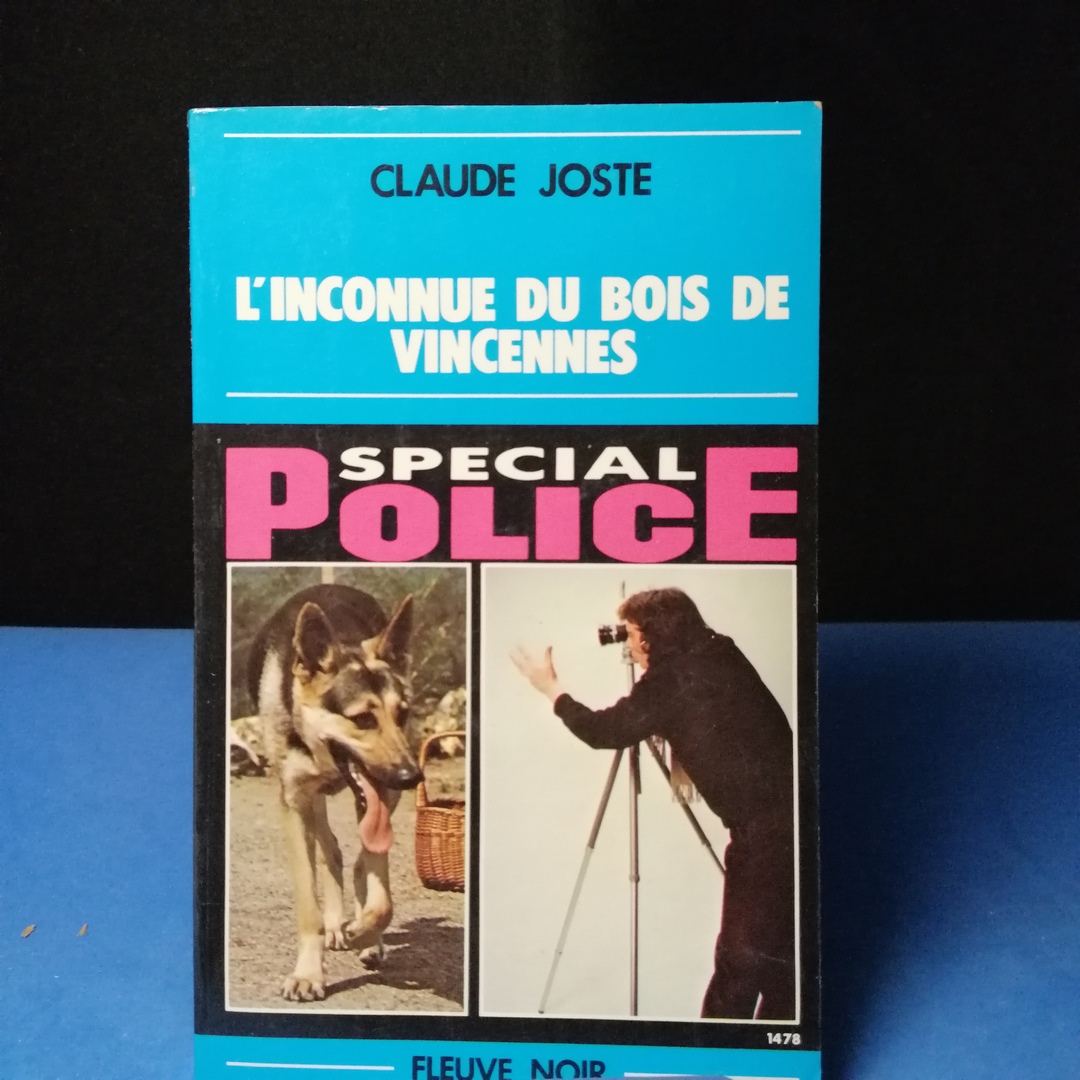 CLAUDE JOSTE
L'INCONNUE DU BOIS DE
VINCENNES
SPECIAL
POLICE
1478
FLEUVE NOIR